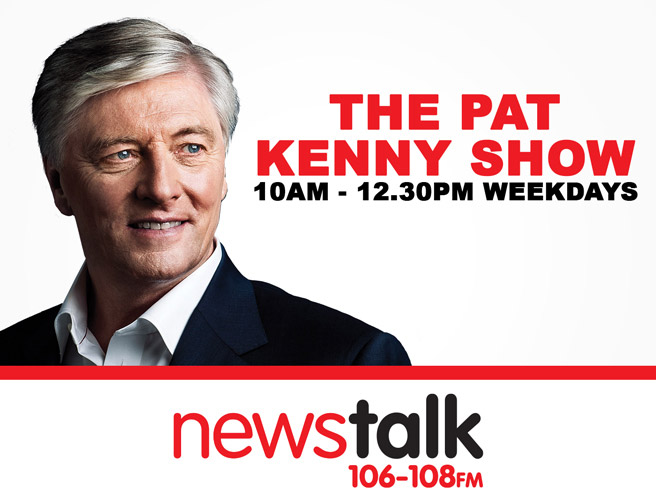 THE PAT
KENNY SHOW
10AM - 12.30PM WEEKDAYS
newstalk
106-108FM